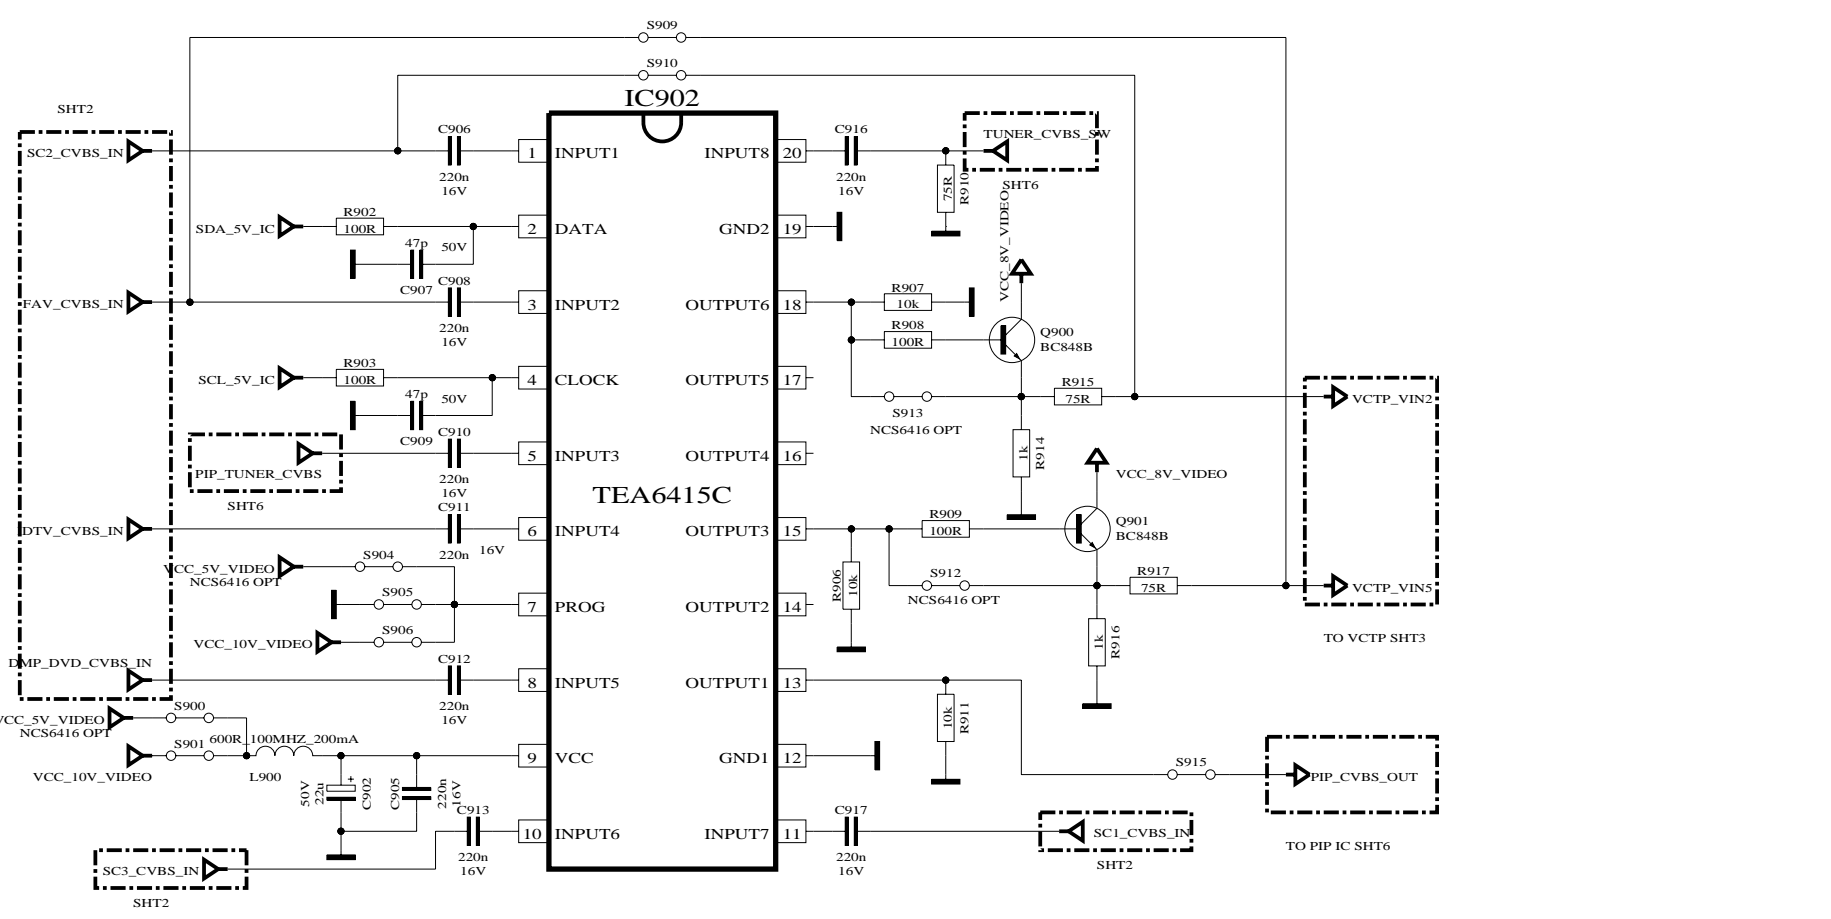 S909
S910
IC902
SHT2
C906
C916
TUNER_CVBS_SW
SC2_CVBS_IN
1
INPUT1
INPUT8
20
220n
16V
220n
16V
75R
R910
SHT6
SDA_5V_IC
R902
100R
2
DATA
GND2
19
47p
50V
C907
VCC_8V_VIDEO
C908
FAV_CVBS_IN
3
INPUT2
OUTPUT6
18
R907
10k
220n
16V
R908
100R
Q900
BC848B
SCL_5V_IC
R903
100R
4
CLOCK
OUTPUT5
17
47p
50V
C909
R915
75R
VCTP_VIN2
S913
NCS6416 OPT
C910
PIP_TUNER_CVBS
SHT6
5
INPUT3
OUTPUT4
16
220n
16V
1k
R914
VCC_8V_VIDEO
TEA6415C
C911
DTV_CVBS_IN
6
INPUT4
OUTPUT3
15
R909
100R
Q901
BC848B
220n
16V
VCC_5V_VIDEO
NCS6416 OPT
S904
S905
7
PROG
OUTPUT2
14
R906
10k
S912
NCS6416 OPT
R917
75R
VCTP_VIN5
VCC_10V_VIDEO
S906
1k
R916
TO VCTP SHT3
DMP_DVD_CVBS_IN
C912
8
INPUT5
OUTPUT1
13
220n
16V
10k
R911
VCC_5V_VIDEO
NCS6416 OPT
S900
S901
600R_100MHZ_200mA
VCC_10V_VIDEO
L900
9
VCC
GND1
12
S915
PIP_CVBS_OUT
50V
22u
+
C902
C905
220n
16V
C913
10
INPUT6
INPUT7
11
C917
SC1_CVBS_IN
SHT2
TO PIP IC SHT6
220n
16V
220n
16V
SC3_CVBS_IN
SHT2